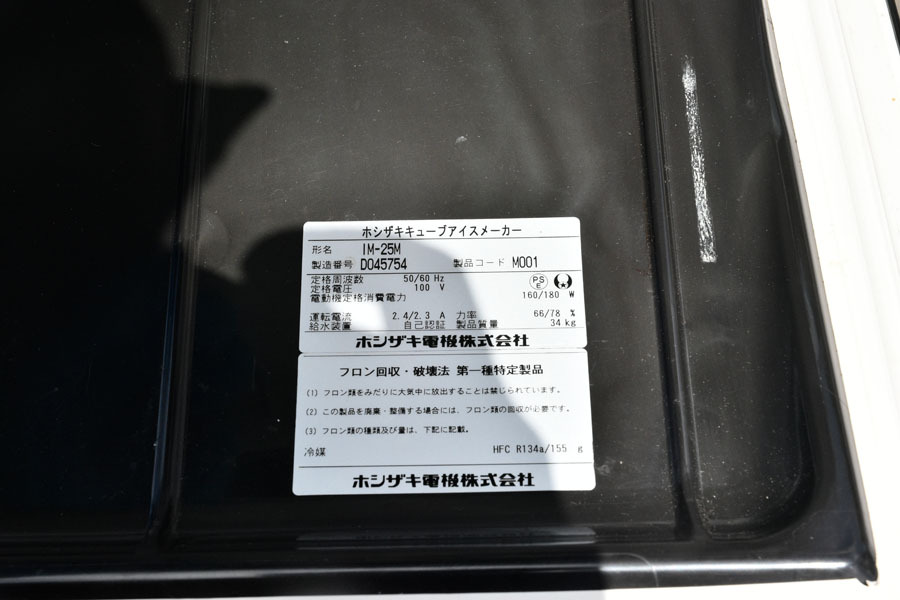 ホシザキキューブアイスメーカー
形名 IM-25M
製造番号 D045754 製品コード M001
定格周波数 50/60 Hz
定格電圧 100 V
PS E
電動機定格消費電力 160/180 W
運転電流 2.4/2.3 A 力率 66/78 %
給水装置 自己認証 製品質量 34 kg
ホシザキ電機株式会社
フロン回収・破壊法 第一種特定製品
(1) フロン類をみだりに大気中に放出することは禁じられています。
(2) この製品を廃棄・整備する場合には、フロン類の回収が必要です。
(3) フロン類の種類及び量は、下記に記載。
冷媒 HFC R134a/155 g
ホシザキ電機株式会社